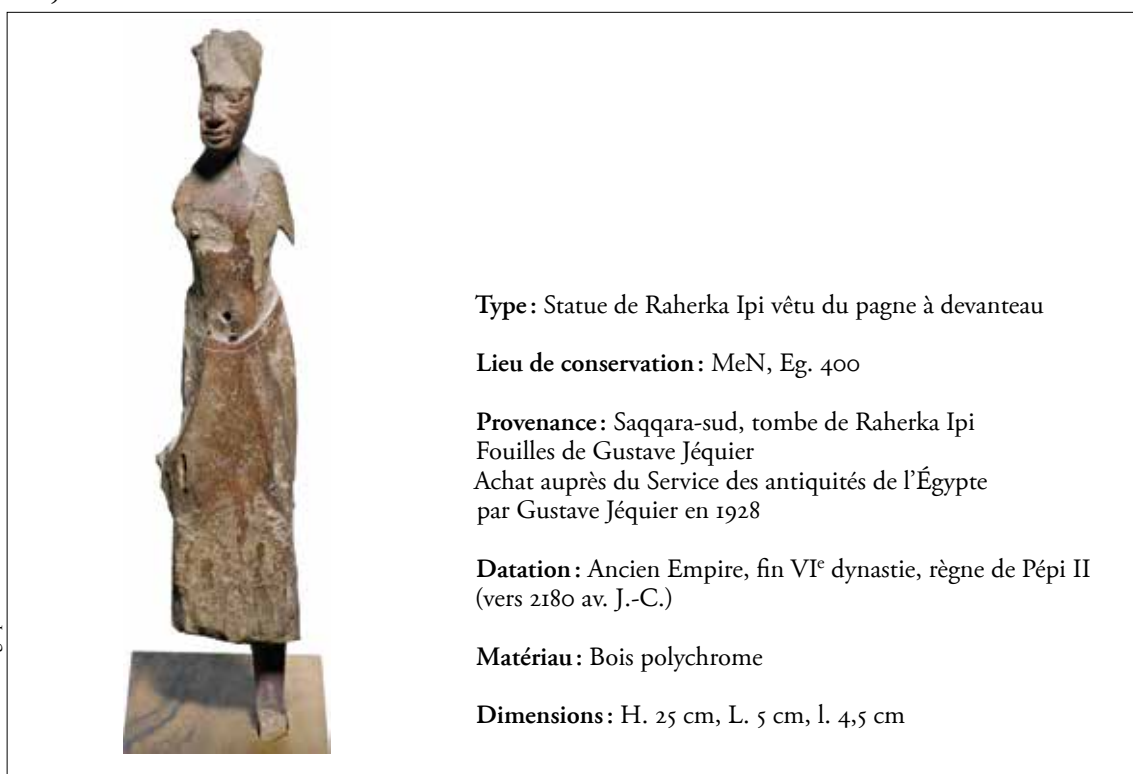 Type : Statue de Raherka Ipi vêtu du pagne à devanteau
Lieu de conservation : MeN, Eg. 400
Provenance : Saqqara-sud, tombe de Raherka Ipi
Fouilles de Gustave Jéquier
Achat auprès du Service des antiquités de l’Égypte
par Gustave Jéquier en 1928
Datation : Ancien Empire, fin VIe dynastie, règne de Pépi II
(vers 2180 av. J.-C.)
Matériau : Bois polychrome
Dimensions : H. 25 cm, L. 5 cm, l. 4,5 cm